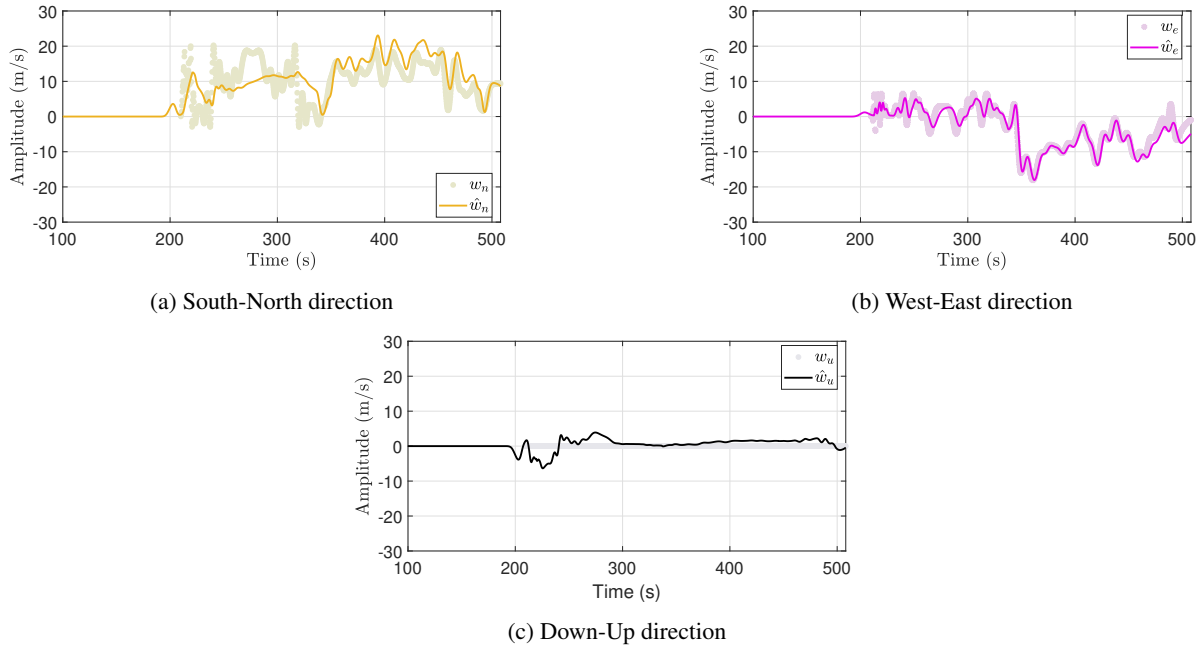 30
20
10
0
-10
-20
-30
Amplitude (m/s)
w_n
ŵ_n
100 200 300 400 500
Time (s)
(a) South-North direction
30
20
10
0
-10
-20
-30
Amplitude (m/s)
w_e
ŵ_e
100 200 300 400 500
Time (s)
(b) West-East direction
30
20
10
0
-10
-20
-30
Amplitude (m/s)
w_u
ŵ_u
100 200 300 400 500
Time (s)
(c) Down-Up direction